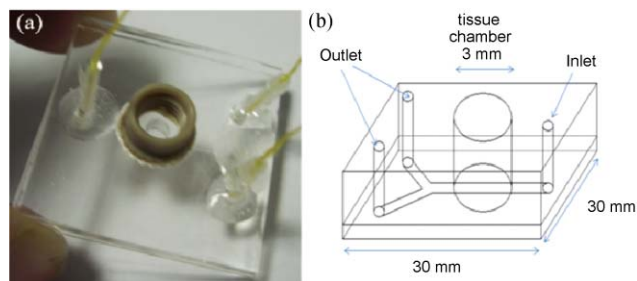 (a)
(b)
tissue
chamber
3 mm
Outlet
Inlet
30 mm
30 mm